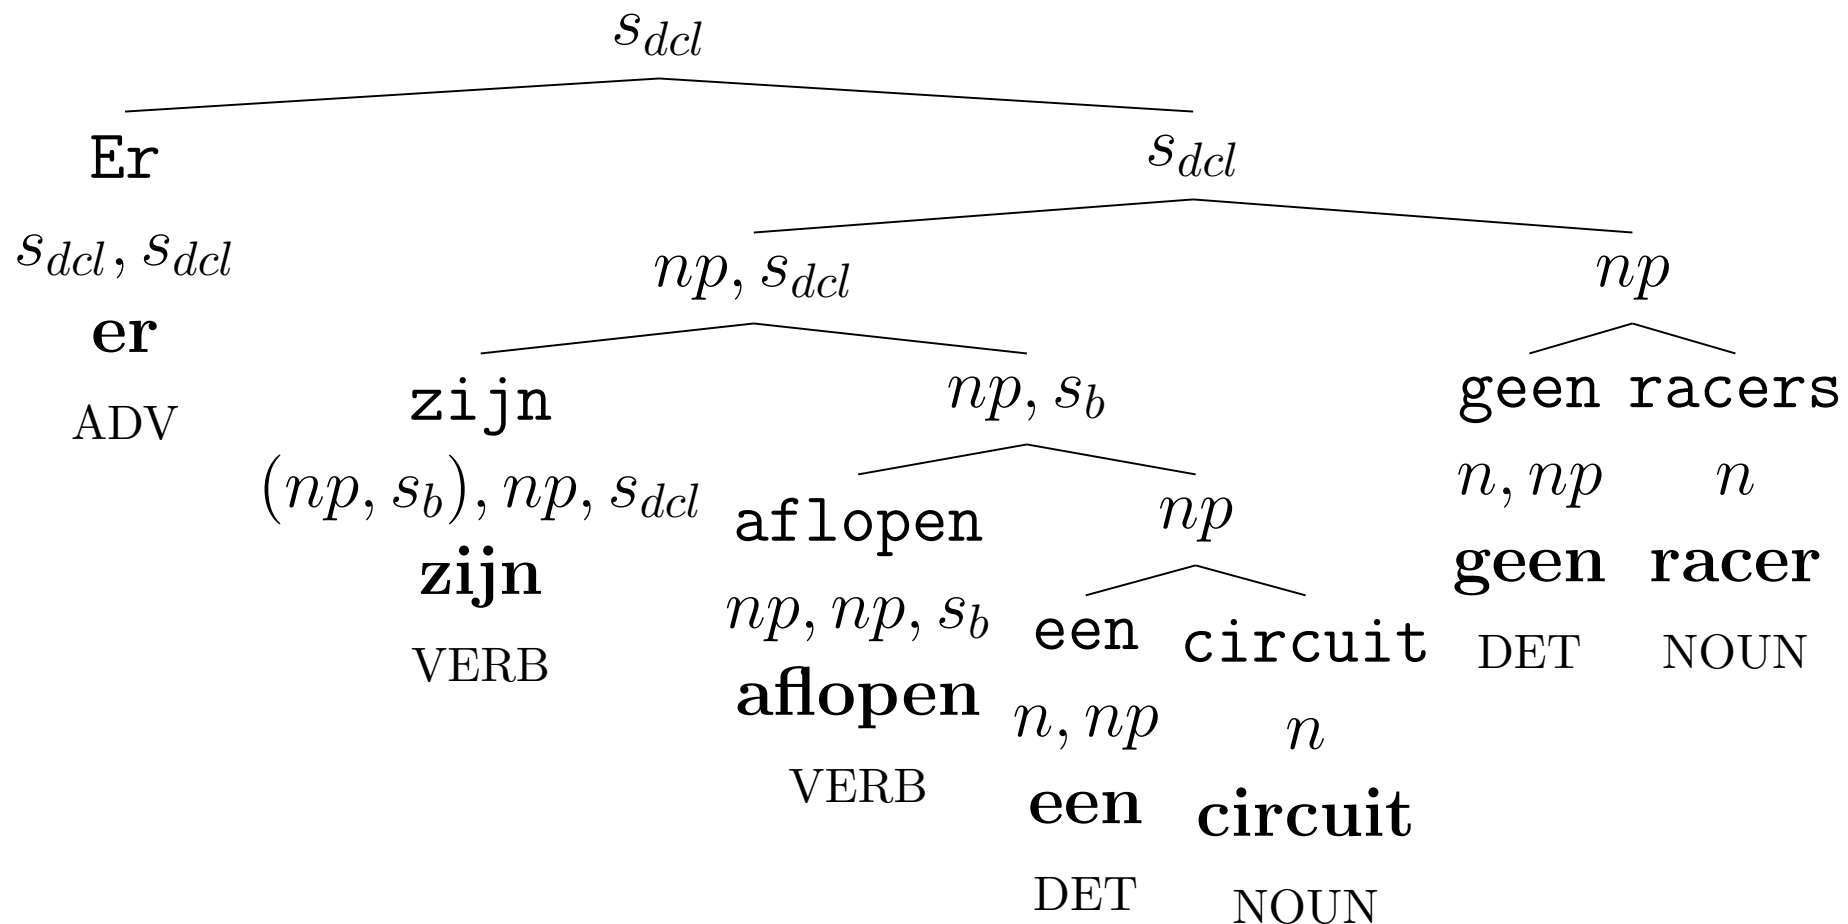 s_dcl
Er s_dcl
s_dcl, s_dcl np, s_dcl np
er zijn np, s_b geen racers
ADV (np, s_b), np, s_dcl aflopen np n, np n
zijn np, np, s_b een circuit geen racer
VERB aflopen n, np n DET NOUN
VERB een circuit
DET NOUN